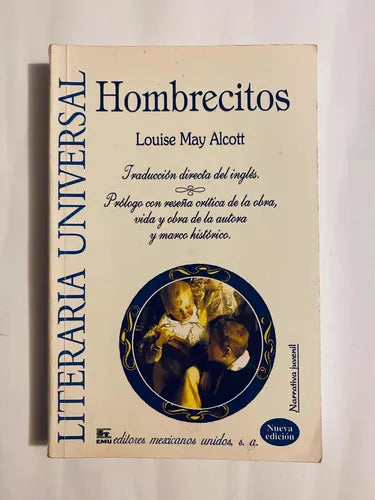 LITERARIA UNIVERSAL
Hombrecitos
Louise May Alcott
Traducción directa del inglés.
Prólogo con reseña crítica de la obra,
vida y obra de la autora
y marco histórico.
Narrativa juvenil
Nueva
edición
EMU editores mexicanos unidos, s. a.